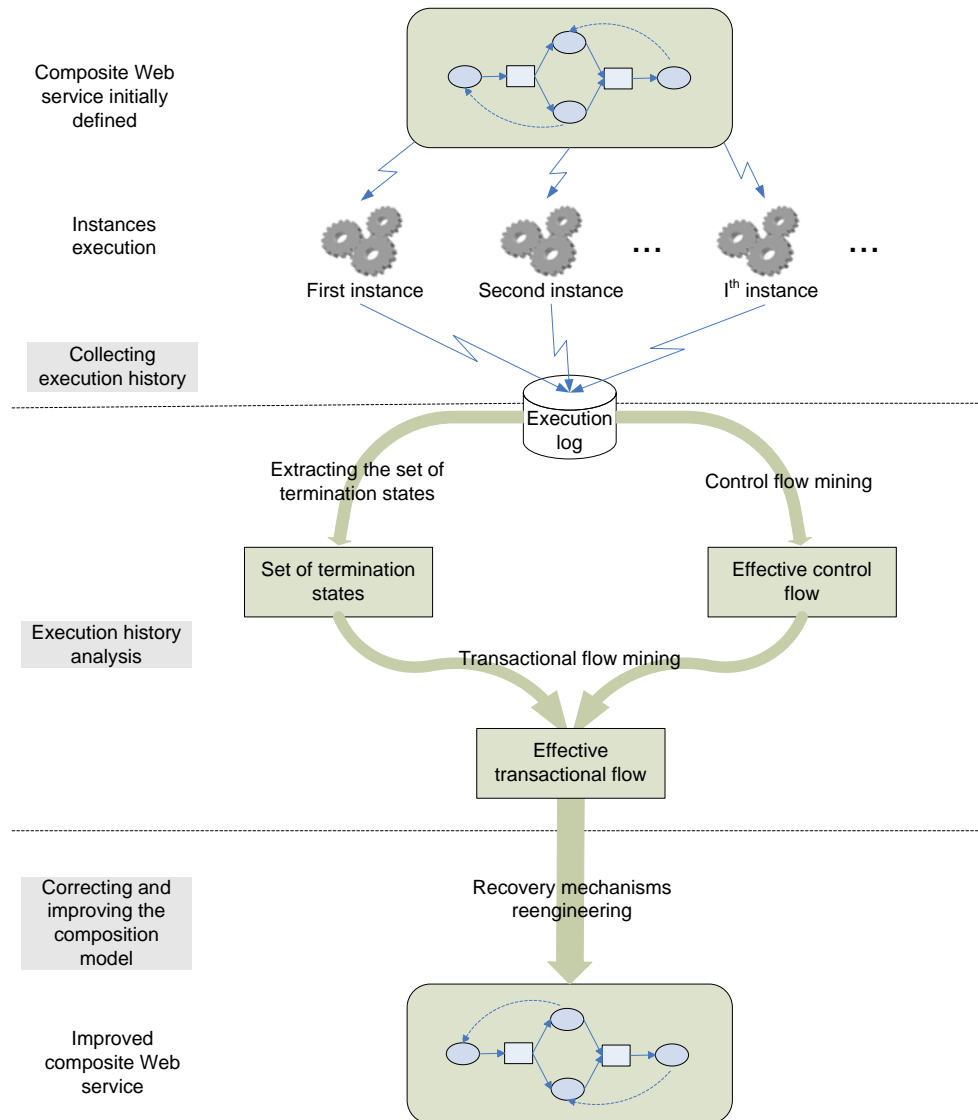 Composite Web
service initially
defined
Instances
execution
...
...
First instance
Second instance
Ith instance
Collecting
execution history
Execution
log
Extracting the set of
termination states
Control flow mining
Set of termination
states
Effective control
flow
Execution history
analysis
Transactional flow mining
Effective
transactional flow
Correcting and
improving the
composition
model
Recovery mechanisms
reengineering
Improved
composite Web
service